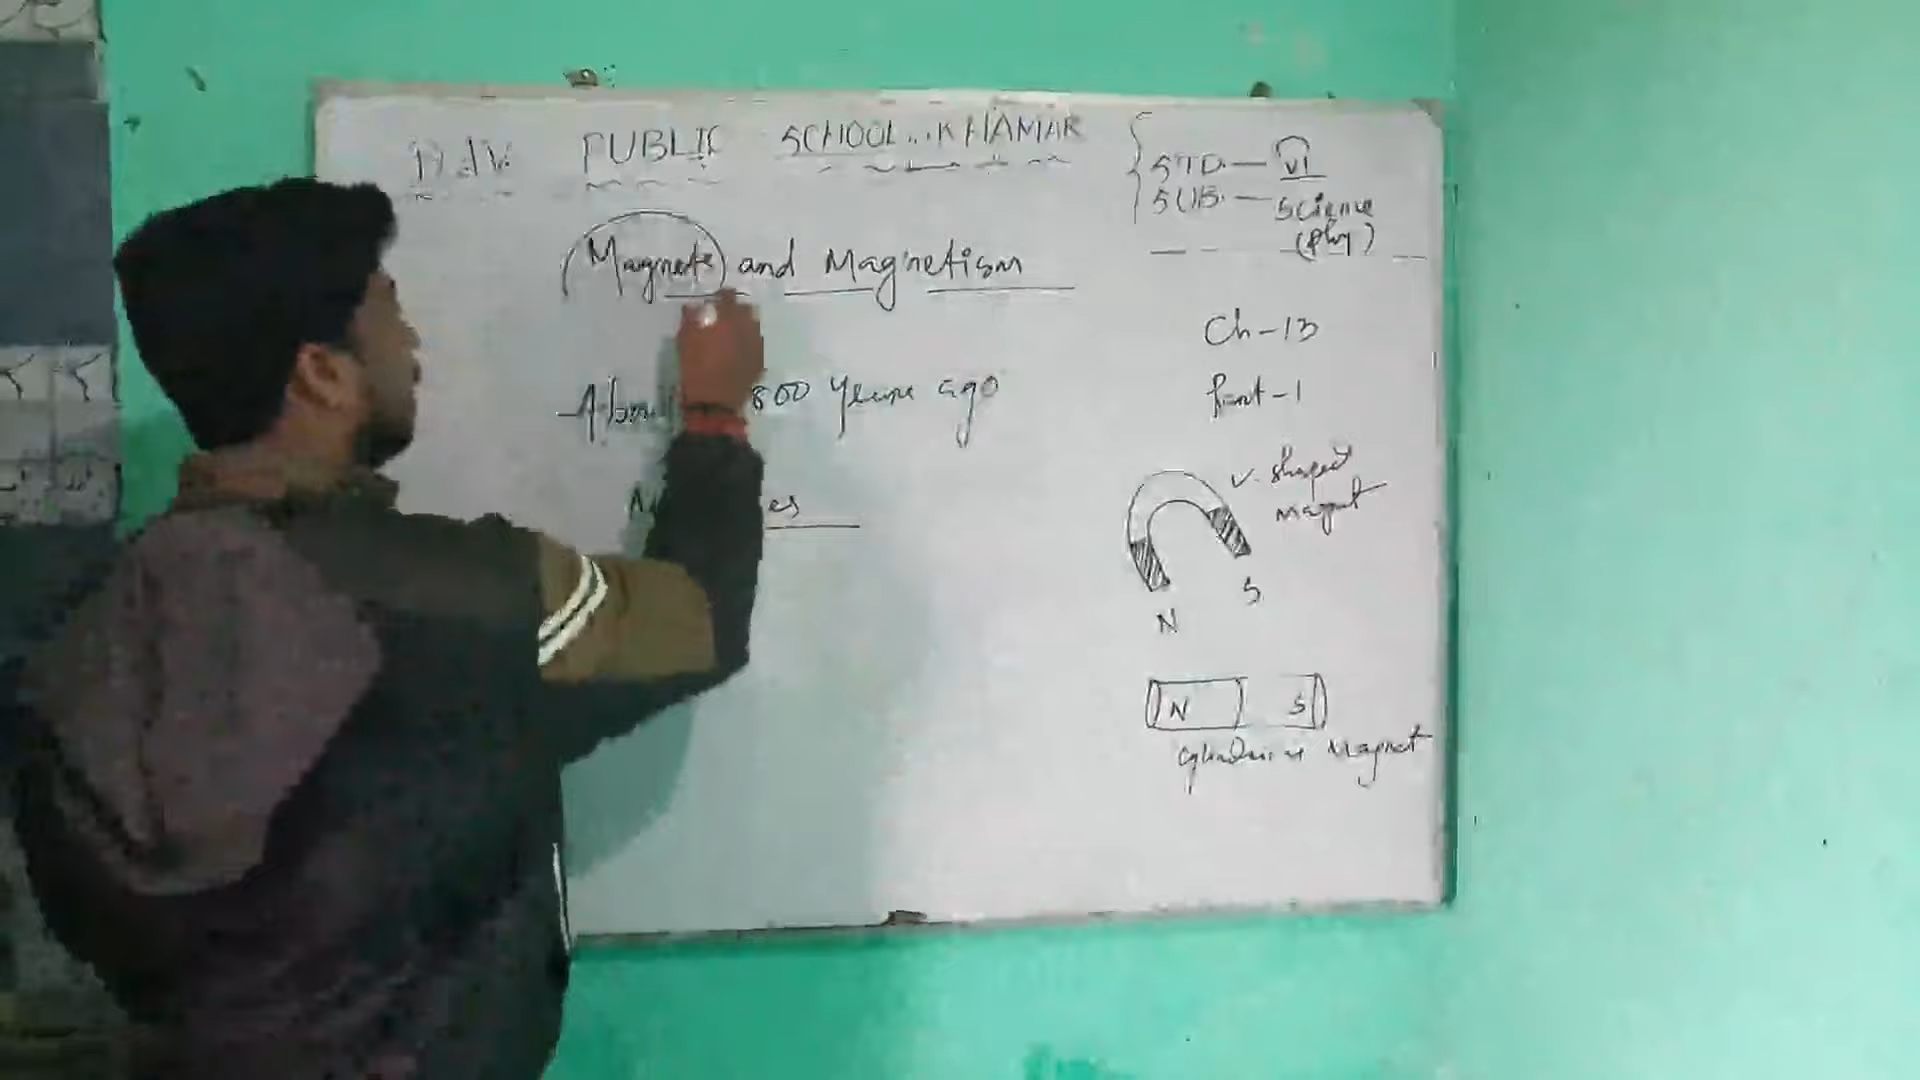 DAV PUBLIC SCHOOL...KHAMAR
STD — VI
SUB — Science
(Phy)
Magnets and Magnetism
Ch-13
800 years ago
Part-1
U. shaped
magnet
N S
N S
Cylindrical Magnet